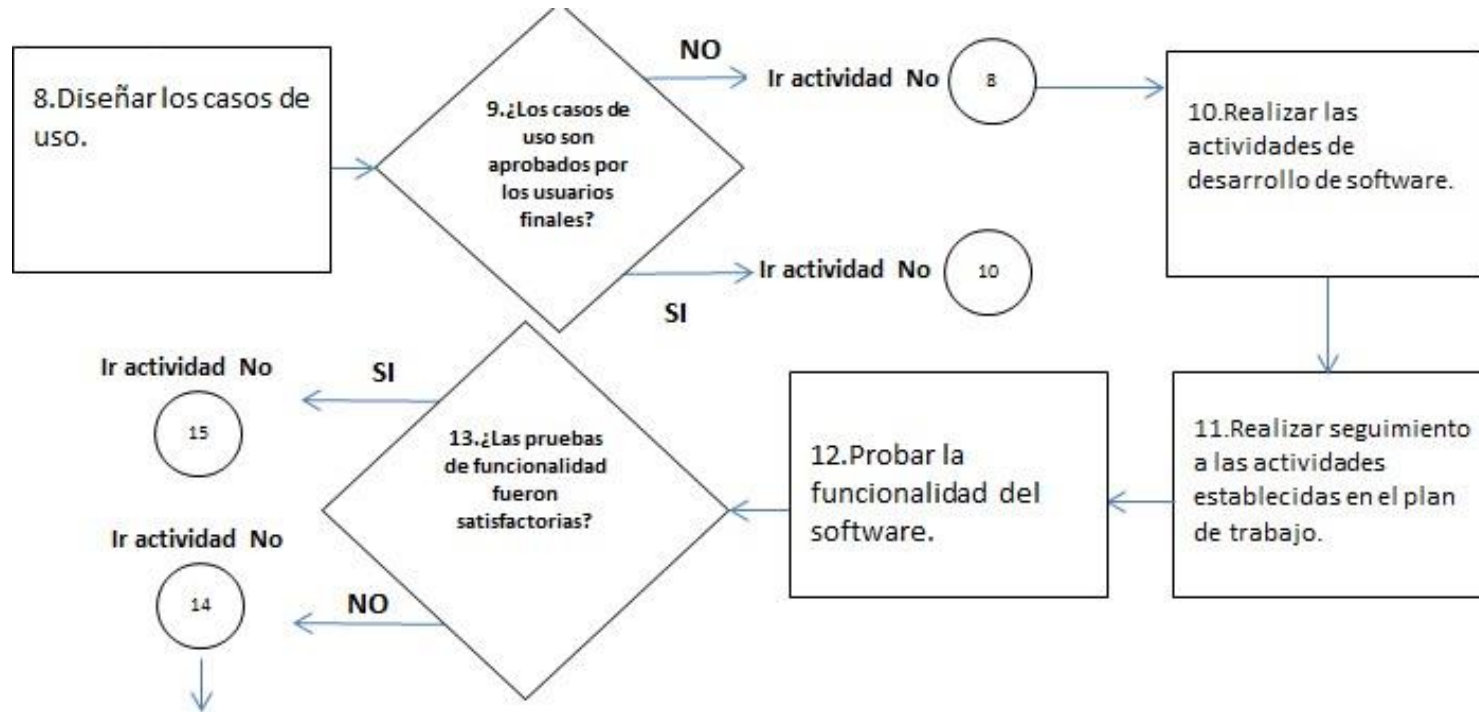 8.Diseñar los casos de
uso.
9.¿Los casos de
uso son
aprobados por
los usuarios
finales?
NO
Ir actividad No
8
SI
Ir actividad No
10
10.Realizar las
actividades de
desarrollo de software.
11.Realizar seguimiento
a las actividades
establecidas en el plan
de trabajo.
12.Probar la
funcionalidad del
software.
13.¿Las pruebas
de funcionalidad
fueron
satisfactorias?
SI
Ir actividad No
15
NO
Ir actividad No
14